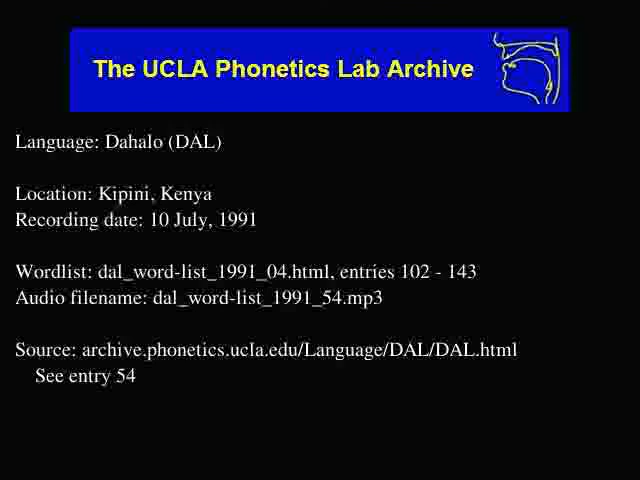 The UCLA Phonetics Lab Archive
Language: Dahalo (DAL)
Location: Kipini, Kenya
Recording date: 10 July, 1991
Wordlist: dal_word-list_1991_04.html, entries 102 - 143
Audio filename: dal_word-list_1991_54.mp3
Source: archive.phonetics.ucla.edu/Language/DAL/DAL.html
See entry 54